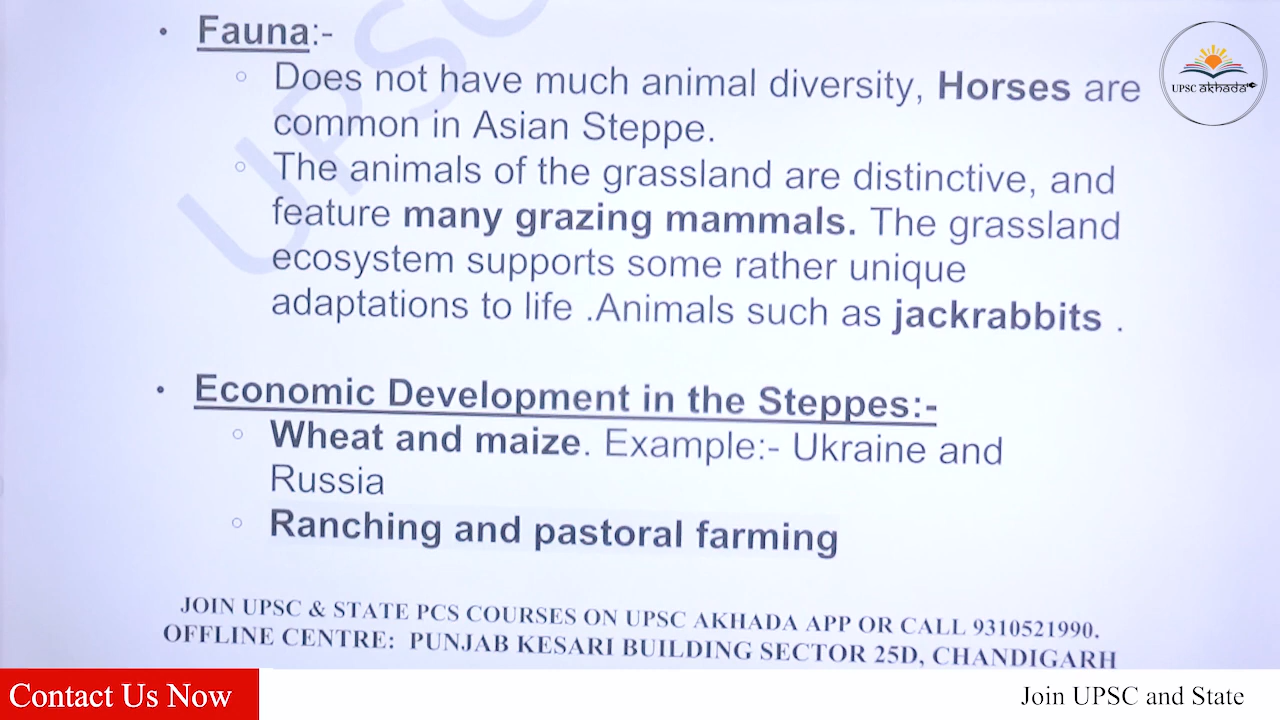 • Fauna:-
○ Does not have much animal diversity, Horses are
common in Asian Steppe.
○ The animals of the grassland are distinctive, and
feature many grazing mammals. The grassland
ecosystem supports some rather unique
adaptations to life .Animals such as jackrabbits .
• Economic Development in the Steppes:-
○ Wheat and maize. Example:- Ukraine and
Russia
○ Ranching and pastoral farming
JOIN UPSC & STATE PCS COURSES ON UPSC AKHADA APP OR CALL 9310521990.
OFFLINE CENTRE: PUNJAB KESARI BUILDING SECTOR 25D, CHANDIGARH
UPSC
UPSC akhada
Contact Us Now
Join UPSC and State